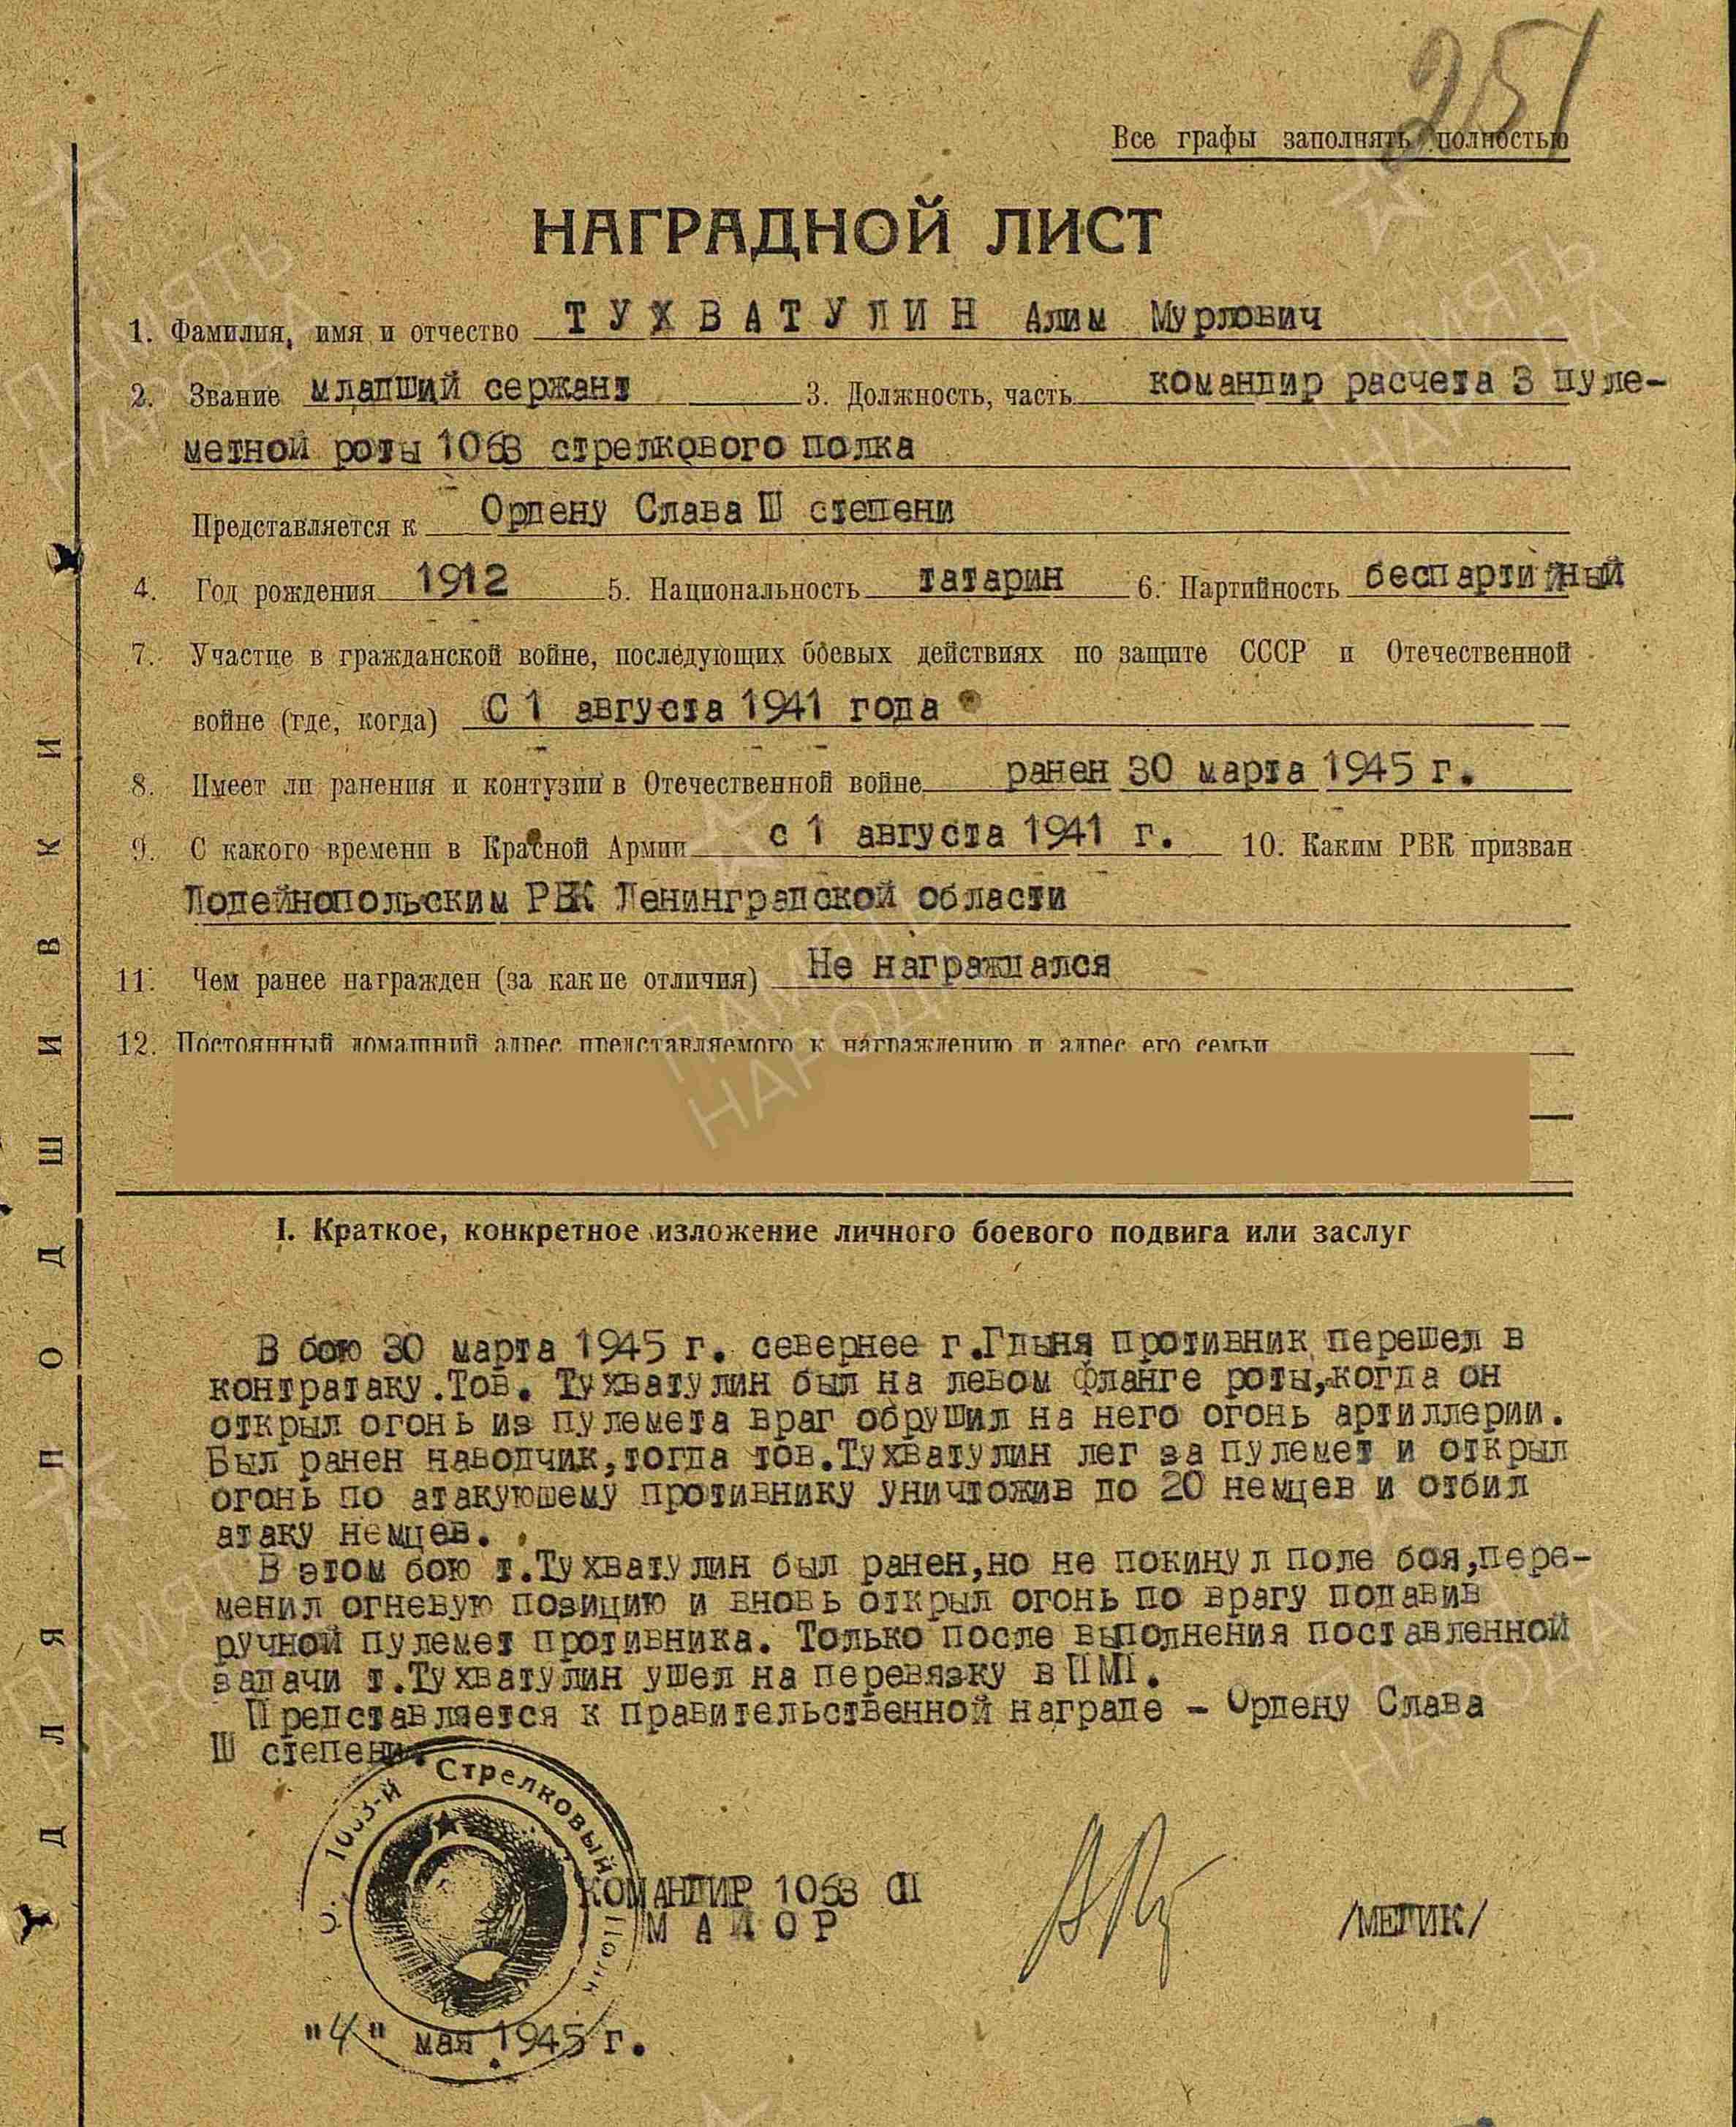 251
Все графы заполнять полностью
НАГРАДНОЙ ЛИСТ
1. Фамилия, имя и отчество ТУХВАТУЛИН Алим Мурлович
2. Звание младший сержант 3. Должность, часть командир расчета 3 пуле-
метной роты 1063 стрелкового полка
Представляется к Ордену Слава III степени
4. Год рождения 1912 5. Национальность татарин 6. Партийность беспартийный
7. Участие в гражданской войне, последующих боевых действиях по защите СССР и Отечественной
войне (где, когда) С 1 августа 1941 года
8. Имеет ли ранения и контузии в Отечественной войне ранен 30 марта 1945 г.
9. С какого времени в Красной Армии с 1 августа 1941 г. 10. Каким РВК призван
Лодейнопольским РВК Ленинградской области
11. Чем ранее награжден (за какие отличия) Не награждался
12. Постоянный домашний адрес представляемого к награждению и адрес его семьи
I. Краткое, конкретное изложение личного боевого подвига или заслуг
В бою 30 марта 1945 г. севернее г.Гдыня противник перешел в
контратаку.Тов. Тухватулин был на левом фланге роты,когда он
открыл огонь из пулемета враг обрушил на него огонь артиллерии.
Был ранен наводчик,тогда тов.Тухватулин лег за пулемет и открыл
огонь по атакуюшему противнику уничтожив до 20 немцев и отбил
атаку немцев.
В этом бою т.Тухватулин был ранен,но не покинул поле боя,пере-
менил огневую позицию и вновь открыл огонь по врагу подавив
ручной пулемет противника. Только после выполнения поставленной
задачи т.Тухватулин ушел на перевязку в ПМП.
Представляется к правительственной награде - Ордену Слава
III степени.
1063-й Стрелковый Полк
КОМАНДИР 1063 СП
МАЙОР /МЕГИК/
"4" мая 1945 г.
ДЛЯ ПОДШИВКИ
ПАМЯТЬ НАРОДА